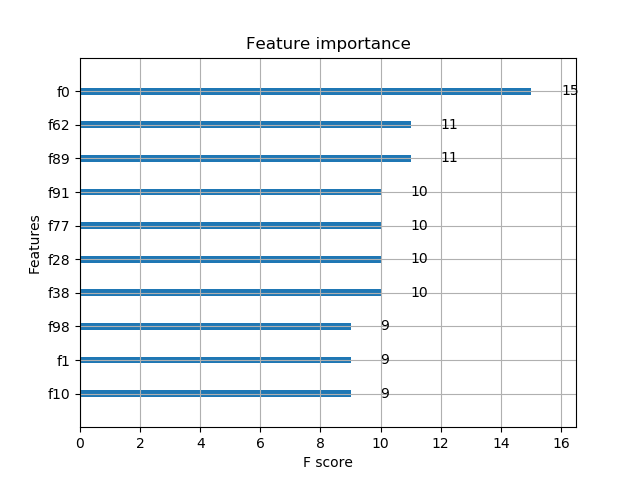 Feature importance
f0 15
f62 11
f89 11
f91 10
f77 10
f28 10
f38 10
f98 9
f1 9
f10 9
Features
0 2 4 6 8 10 12 14 16
F score